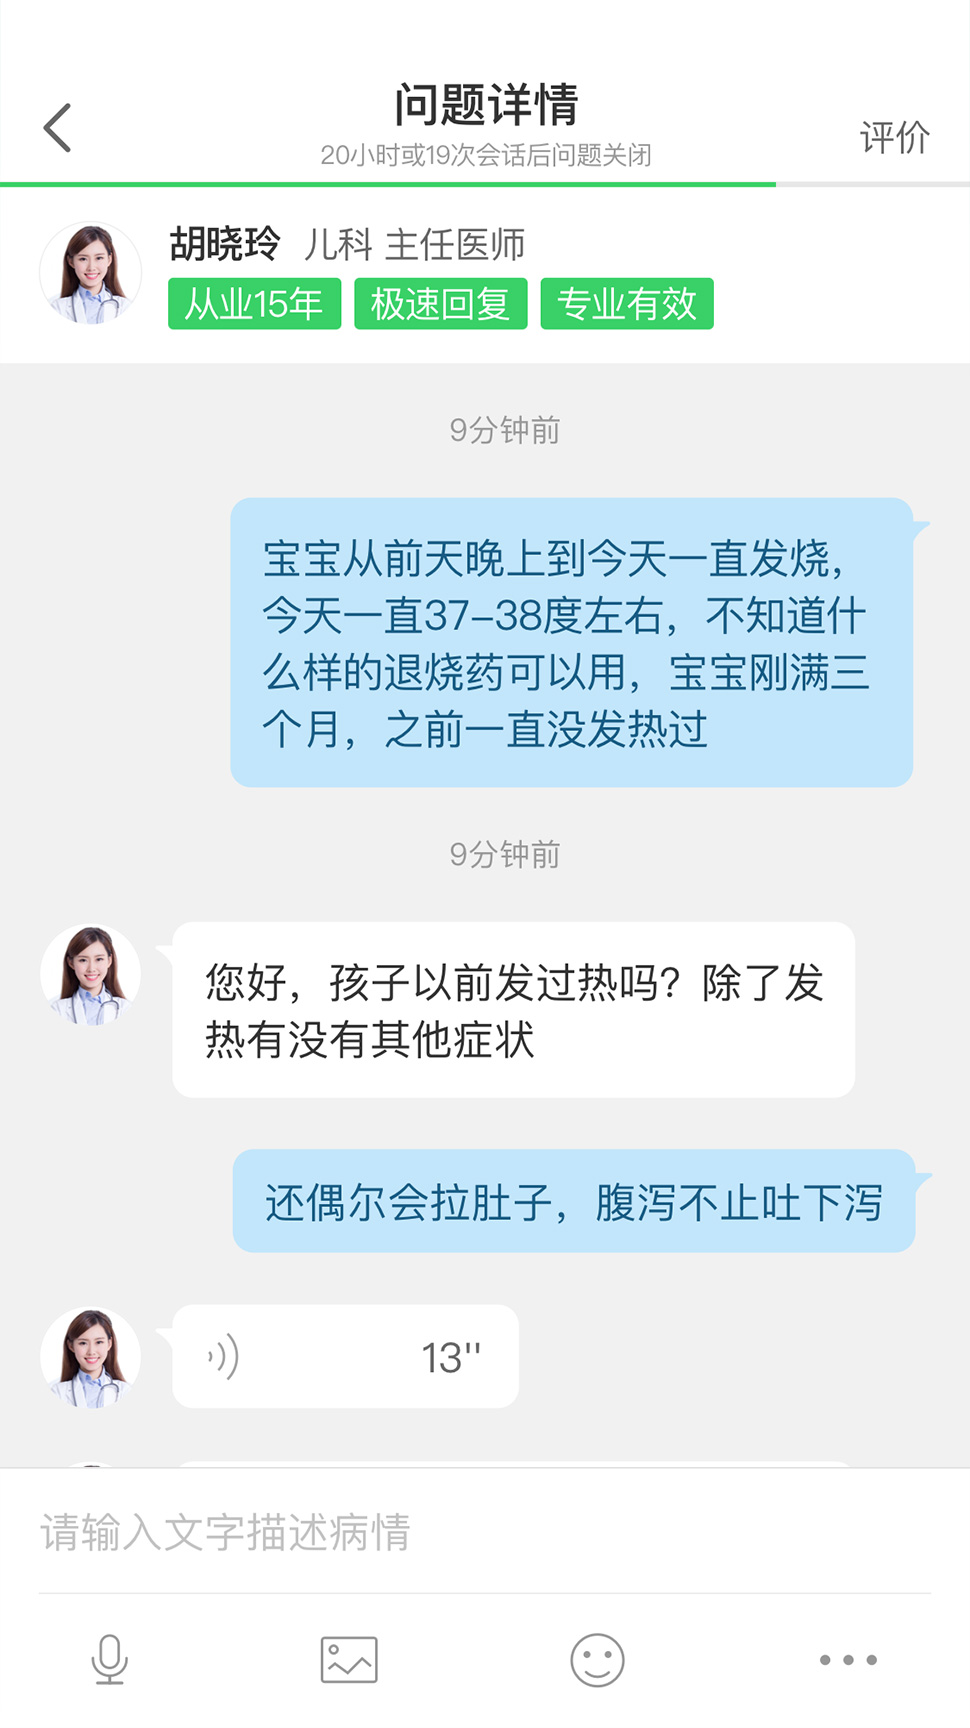 问题详情
20小时或19次会话后问题关闭
评价
胡晓玲 儿科 主任医师
从业15年 极速回复 专业有效
9分钟前
宝宝从前天晚上到今天一直发烧，
今天一直37-38度左右，不知道什
么样的退烧药可以用，宝宝刚满三
个月，之前一直没发热过
9分钟前
您好，孩子以前发过热吗？除了发
热有没有其他症状
还偶尔会拉肚子，腹泻不止吐下泻
13''
请输入文字描述病情